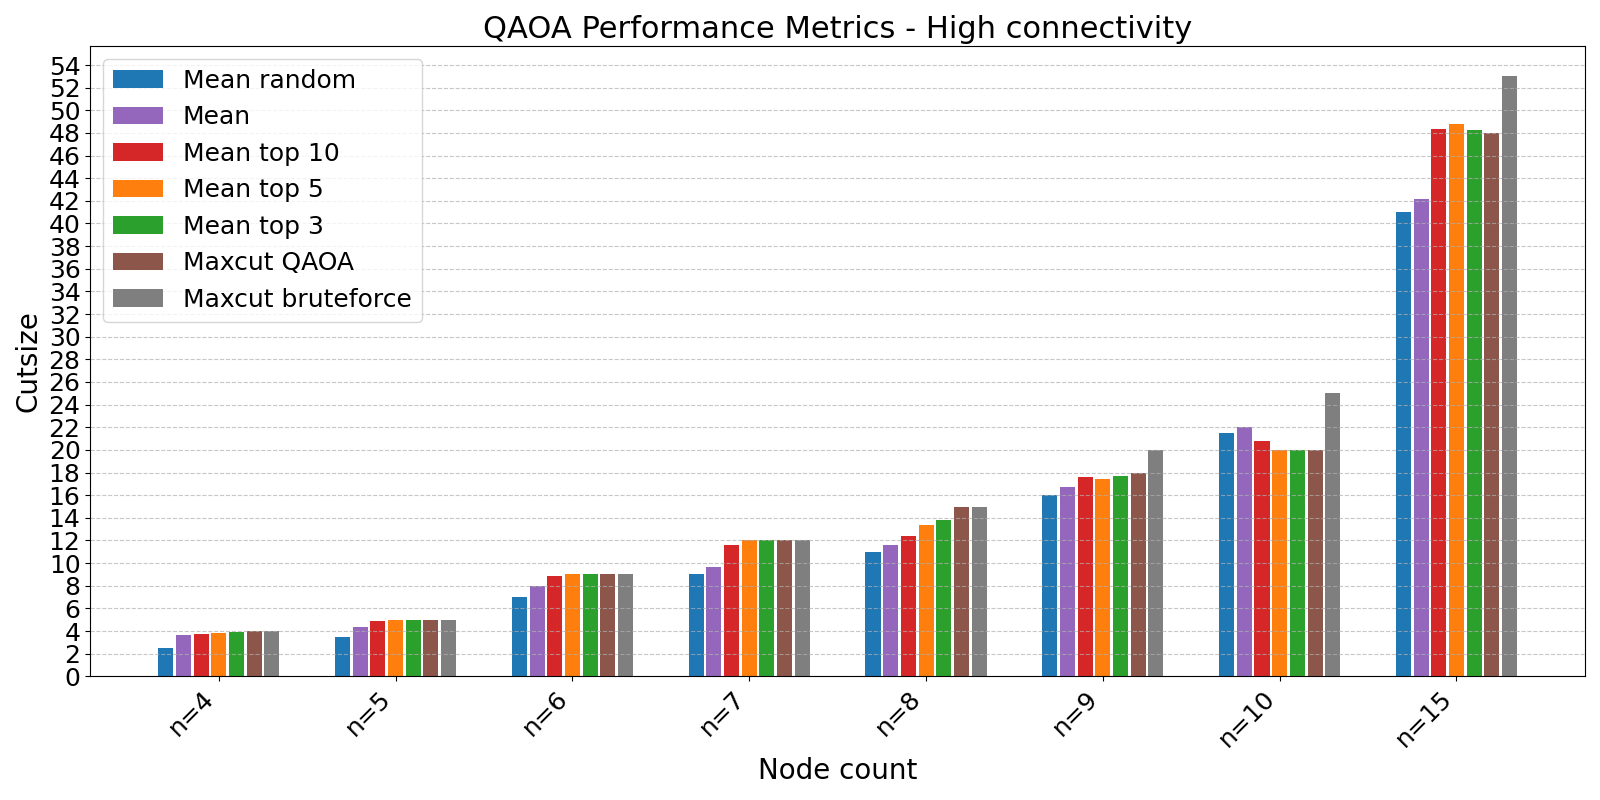 QAOA Performance Metrics - High connectivity
54
52
50
48
46
44
42
40
38
36
34
32
30
28
26
24
22
20
18
16
14
12
10
8
6
4
2
0
Cutsize
Mean random
Mean
Mean top 10
Mean top 5
Mean top 3
Maxcut QAOA
Maxcut bruteforce
n=4 n=5 n=6 n=7 n=8 n=9 n=10 n=15
Node count